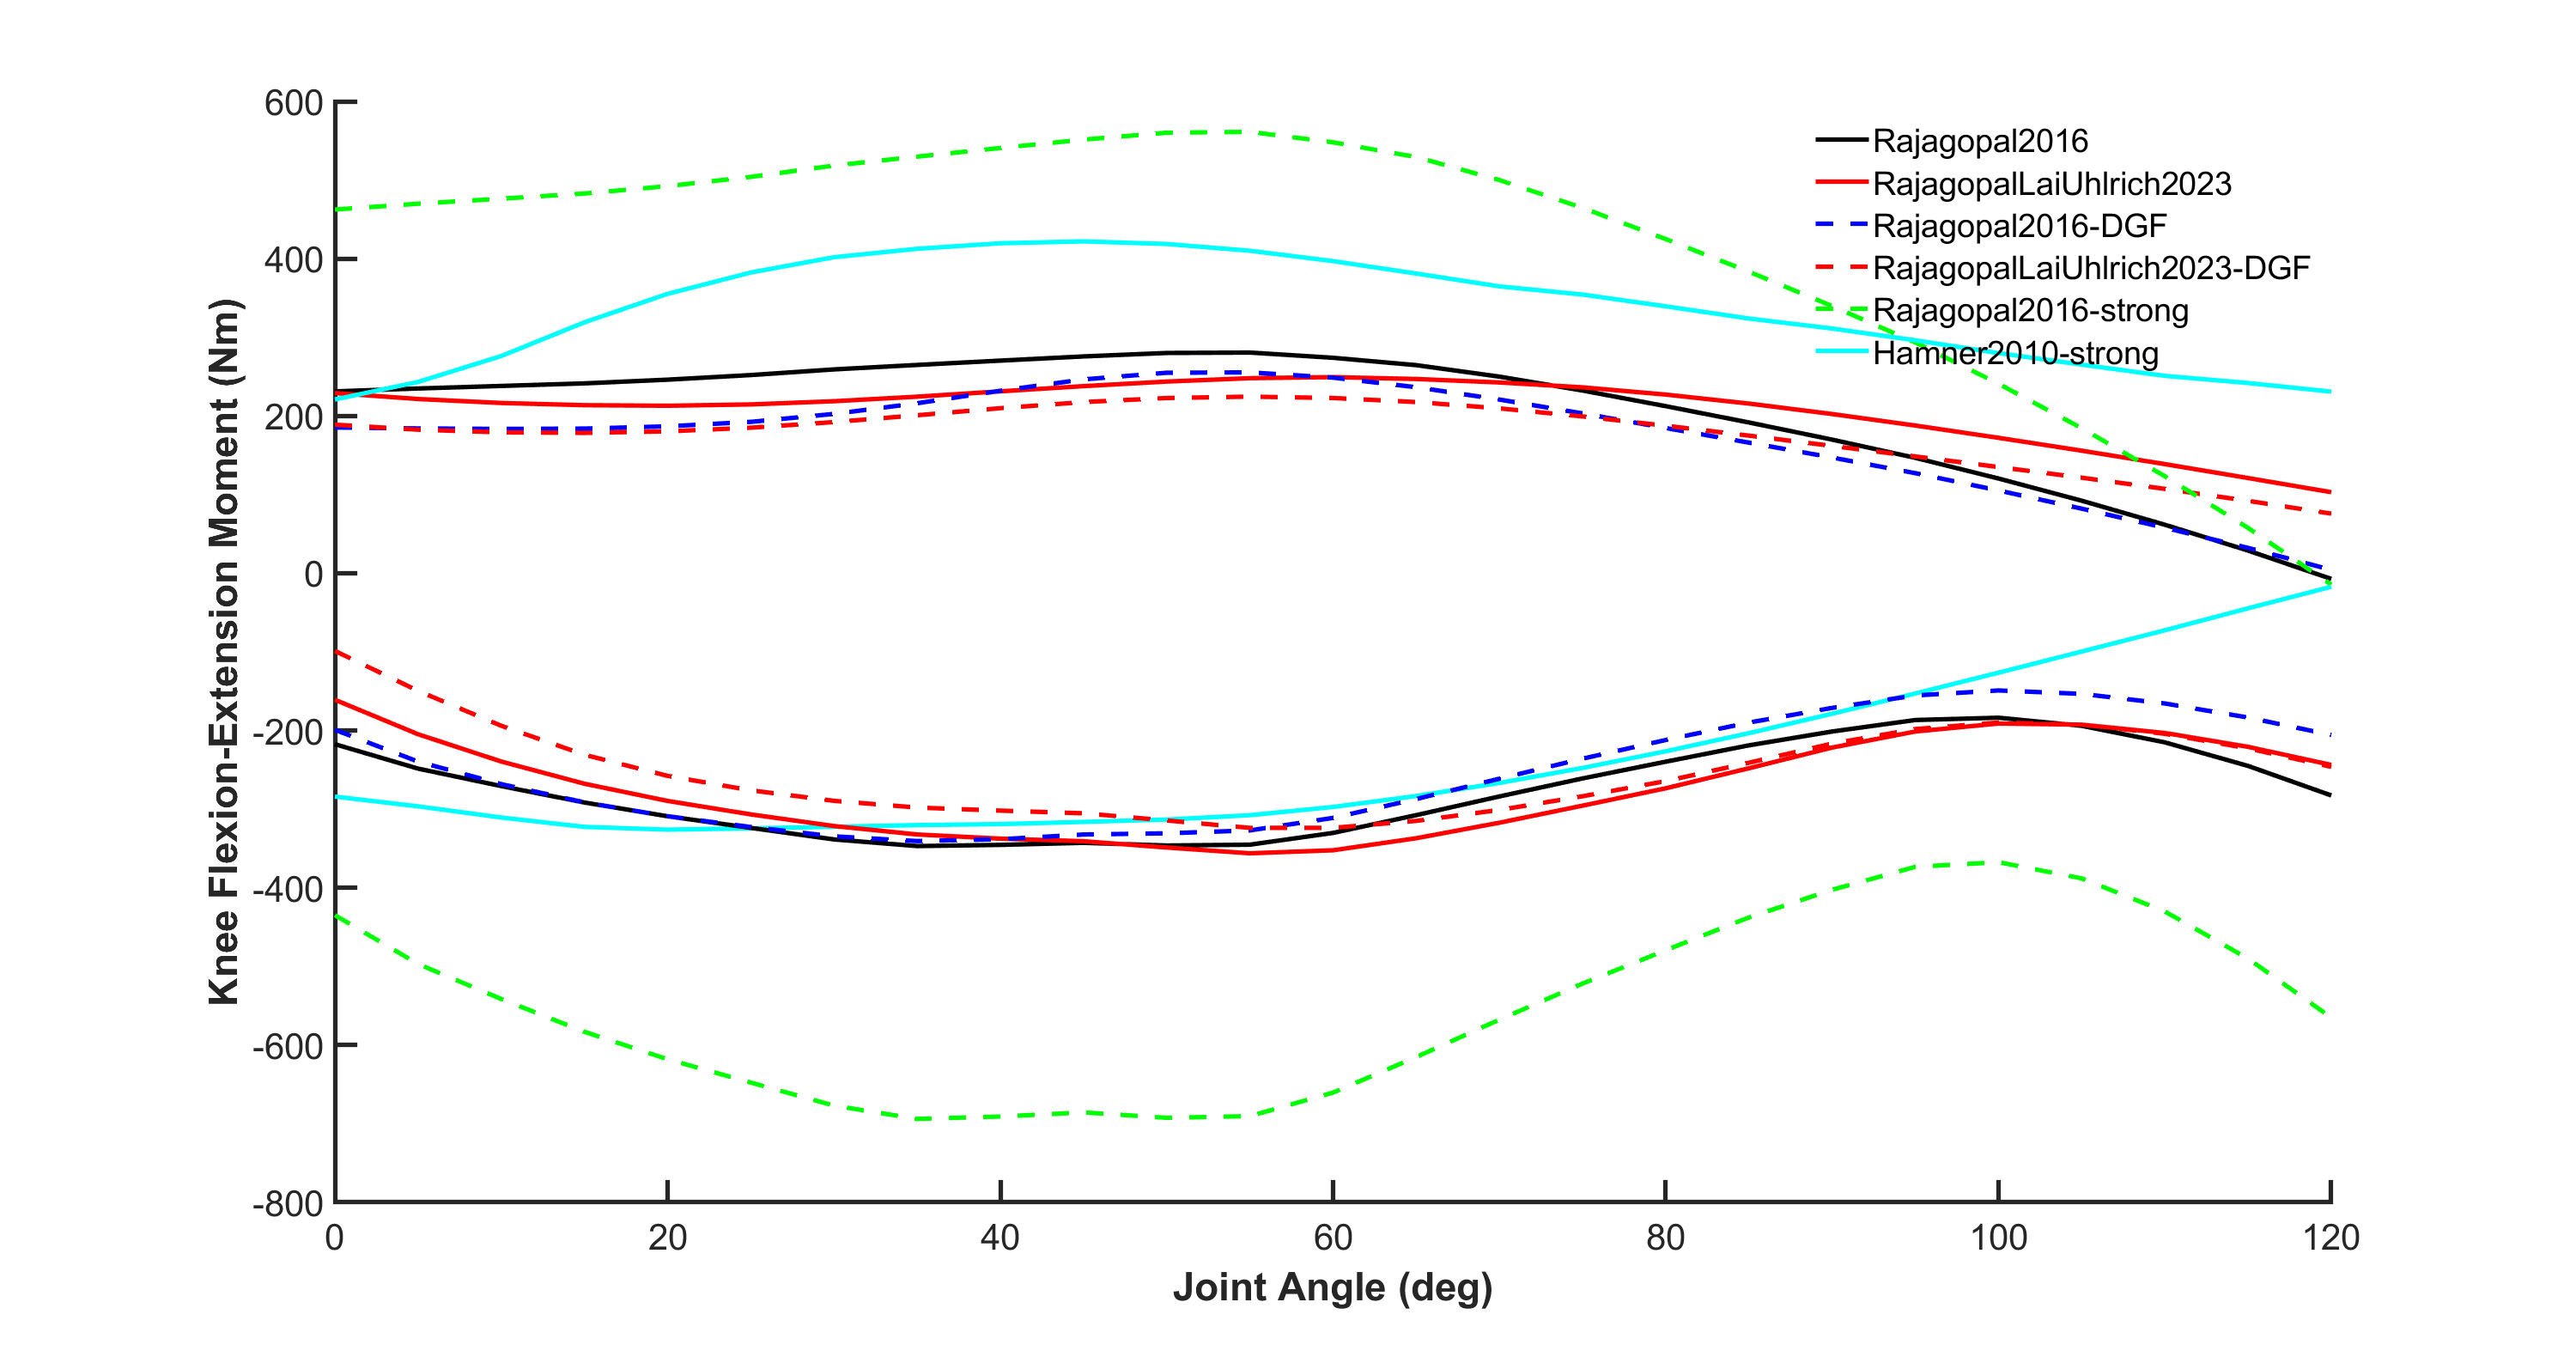 600
400
200
0
-200
-400
-600
-800
0 20 40 60 80 100 120
Knee Flexion-Extension Moment (Nm)
Joint Angle (deg)
Rajagopal2016
RajagopalLaiUhlrich2023
Rajagopal2016-DGF
RajagopalLaiUhlrich2023-DGF
Rajagopal2016-strong
Hamner2010-strong